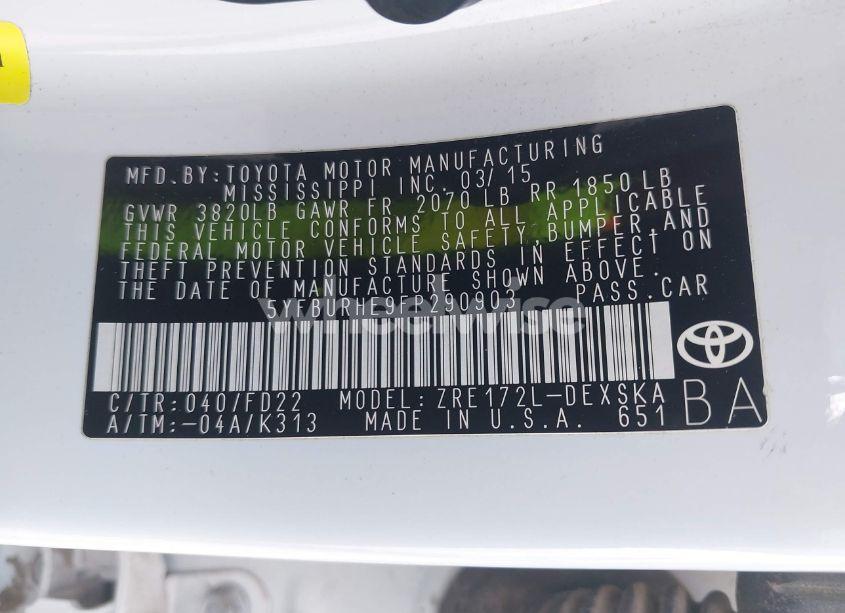 MFD.BY:TOYOTA MOTOR MANUFACTURING
MISSISSIPPI INC. 03/15
GVWR 3820LB GAWR FR 2070 LB RR 1850 LB
THIS VEHICLE CONFORMS TO ALL APPLICABLE
FEDERAL MOTOR VEHICLE SAFETY,BUMPER,AND
THEFT PREVENTION STANDARDS IN EFFECT ON
THE DATE OF MANUFACTURE SHOWN ABOVE.
PASS.CAR
wheelwise
C/TR:040/FD22 MODEL:ZRE172L-DEXSKA
A/TM:-04A/K313 MADE IN U.S.A. 651
BA